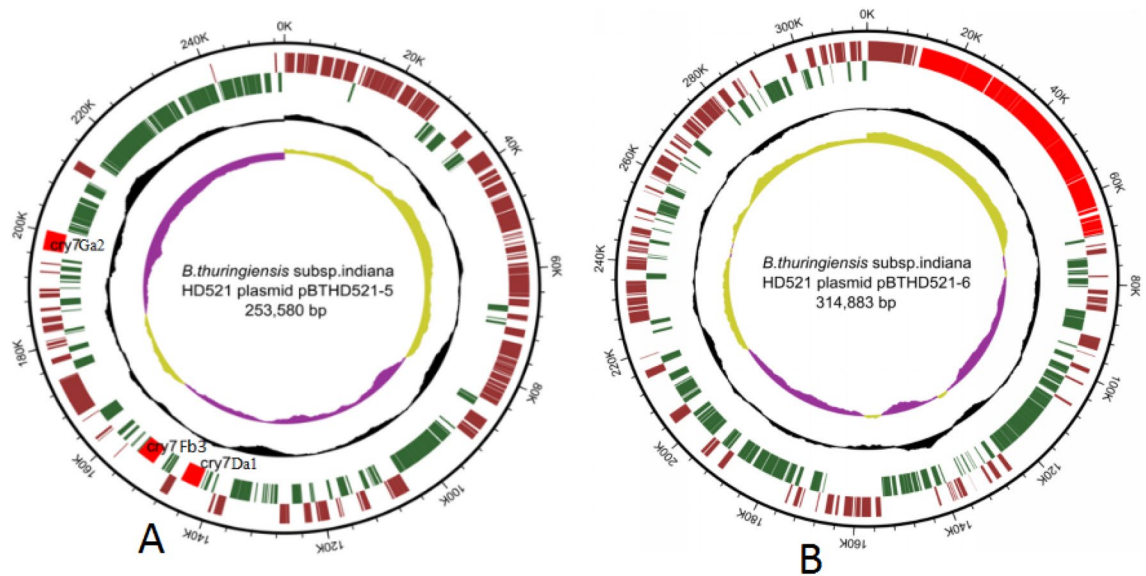 0K
20K
40K
60K
80K
100K
120K
140K
160K
180K
200K
220K
240K
cry7Ga2
cry7Fb3
cry7Da1
B.thuringiensis subsp.indiana
HD521 plasmid pBTHD521-5
253,580 bp
A
0K
20K
40K
60K
80K
100K
120K
140K
160K
180K
200K
220K
240K
260K
280K
300K
B.thuringiensis subsp.indiana
HD521 plasmid pBTHD521-6
314,883 bp
B